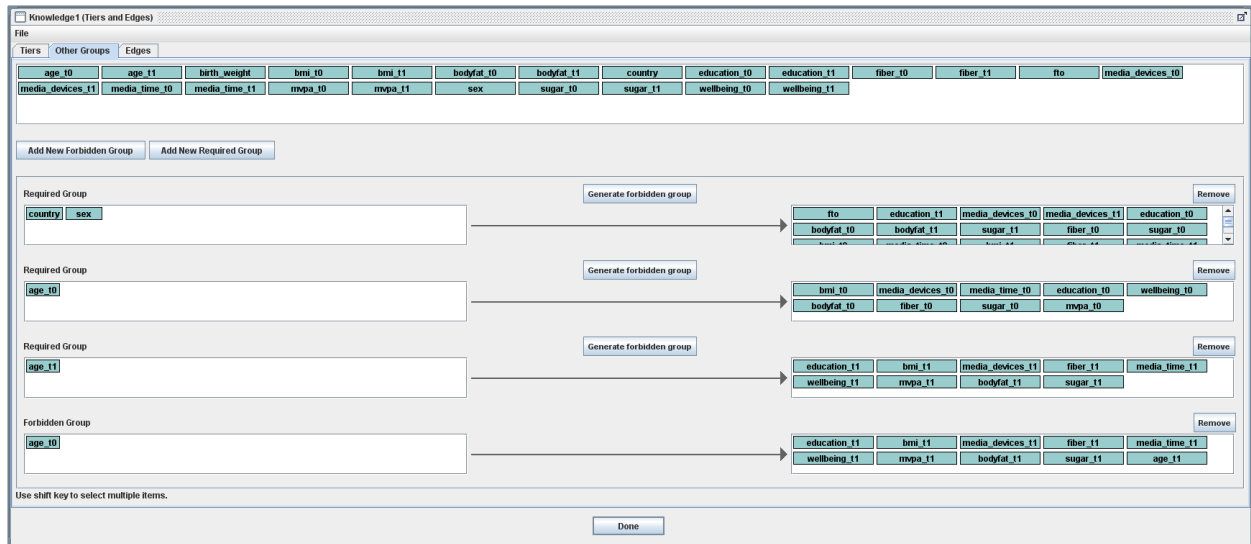 Knowledge1 (Tiers and Edges)
File
Tiers Other Groups Edges
age_t0 age_t1 birth_weight bmi_t0 bmi_t1 bodyfat_t0 bodyfat_t1 country education_t0 education_t1 fiber_t0 fiber_t1 fto media_devices_t0
media_devices_t1 media_time_t0 media_time_t1 mvpa_t0 mvpa_t1 sex sugar_t0 sugar_t1 wellbeing_t0 wellbeing_t1
Add New Forbidden Group Add New Required Group
Required Group Generate forbidden group Remove
country sex fto education_t1 media_devices_t0 media_devices_t1 education_t0
bodyfat_t0 bodyfat_t1 sugar_t1 fiber_t0 sugar_t0
bmi_t0 media_time_t0 bmi_t1 fiber_t1 media_time_t1
Required Group Generate forbidden group Remove
age_t0 bmi_t0 media_devices_t0 media_time_t0 education_t0 wellbeing_t0
bodyfat_t0 fiber_t0 sugar_t0 mvpa_t0
Required Group Generate forbidden group Remove
age_t1 education_t1 bmi_t1 media_devices_t1 fiber_t1 media_time_t1
wellbeing_t1 mvpa_t1 bodyfat_t1 sugar_t1
Forbidden Group Remove
age_t0 education_t1 bmi_t1 media_devices_t1 fiber_t1 media_time_t1
wellbeing_t1 mvpa_t1 bodyfat_t1 sugar_t1 age_t1
Use shift key to select multiple items.
Done